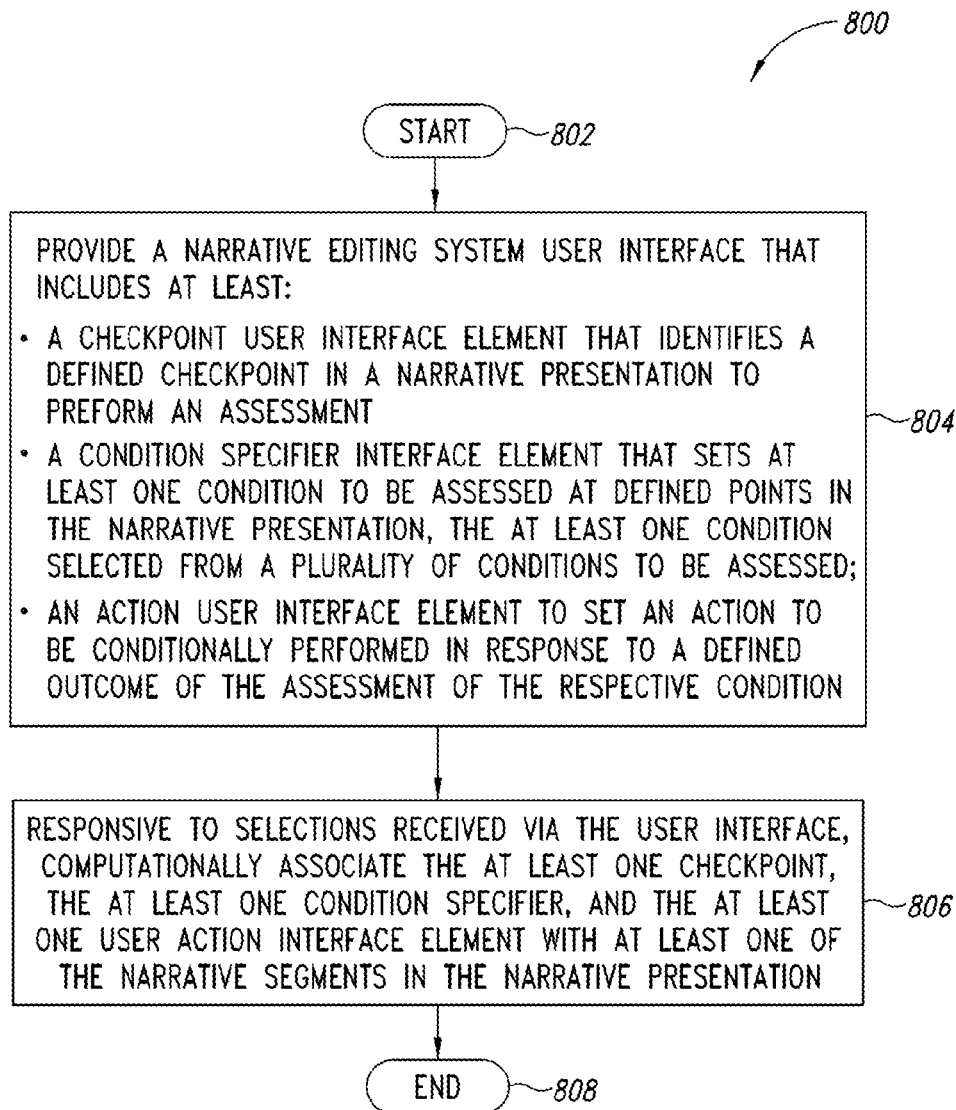 800
START
802
PROVIDE A NARRATIVE EDITING SYSTEM USER INTERFACE THAT
INCLUDES AT LEAST:
• A CHECKPOINT USER INTERFACE ELEMENT THAT IDENTIFIES A
DEFINED CHECKPOINT IN A NARRATIVE PRESENTATION TO
PREFORM AN ASSESSMENT
• A CONDITION SPECIFIER INTERFACE ELEMENT THAT SETS AT
LEAST ONE CONDITION TO BE ASSESSED AT DEFINED POINTS IN
THE NARRATIVE PRESENTATION, THE AT LEAST ONE CONDITION
SELECTED FROM A PLURALITY OF CONDITIONS TO BE ASSESSED;
• AN ACTION USER INTERFACE ELEMENT TO SET AN ACTION TO
BE CONDITIONALLY PERFORMED IN RESPONSE TO A DEFINED
OUTCOME OF THE ASSESSMENT OF THE RESPECTIVE CONDITION
804
RESPONSIVE TO SELECTIONS RECEIVED VIA THE USER INTERFACE,
COMPUTATIONALLY ASSOCIATE THE AT LEAST ONE CHECKPOINT,
THE AT LEAST ONE CONDITION SPECIFIER, AND THE AT LEAST
ONE USER ACTION INTERFACE ELEMENT WITH AT LEAST ONE OF
THE NARRATIVE SEGMENTS IN THE NARRATIVE PRESENTATION
806
END
808